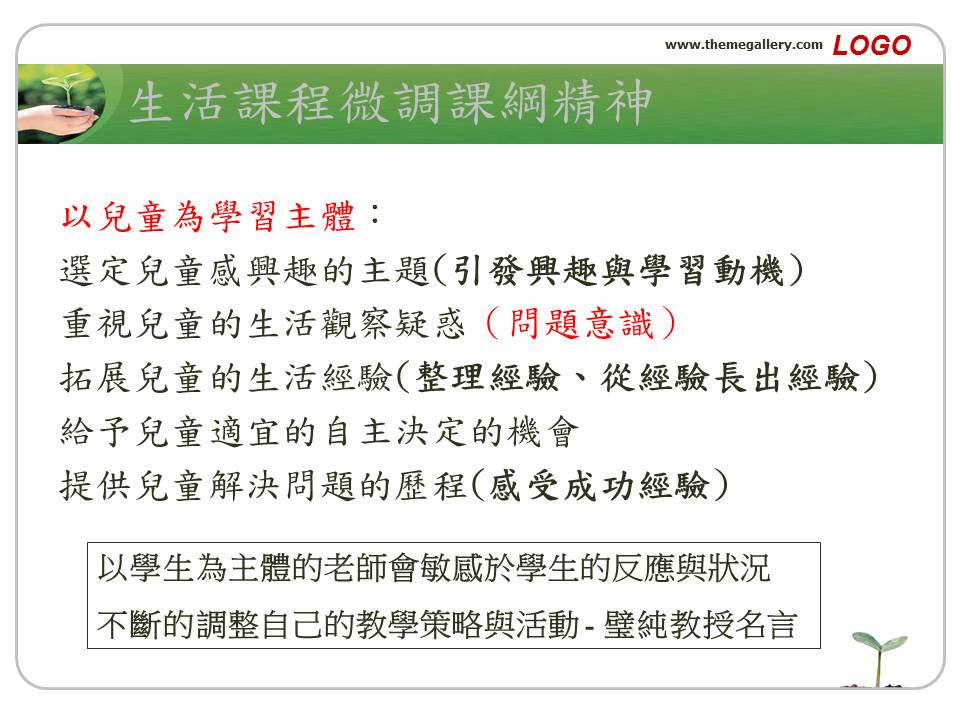 www.themegallery.com LOGO
生活課程微調課綱精神
以兒童為學習主體：
選定兒童感興趣的主題(引發興趣與學習動機)
重視兒童的生活觀察疑惑（問題意識）
拓展兒童的生活經驗(整理經驗、從經驗長出經驗)
給予兒童適宜的自主決定的機會
提供兒童解決問題的歷程(感受成功經驗)
以學生為主體的老師會敏感於學生的反應與狀況
不斷的調整自己的教學策略與活動- 璧純教授名言